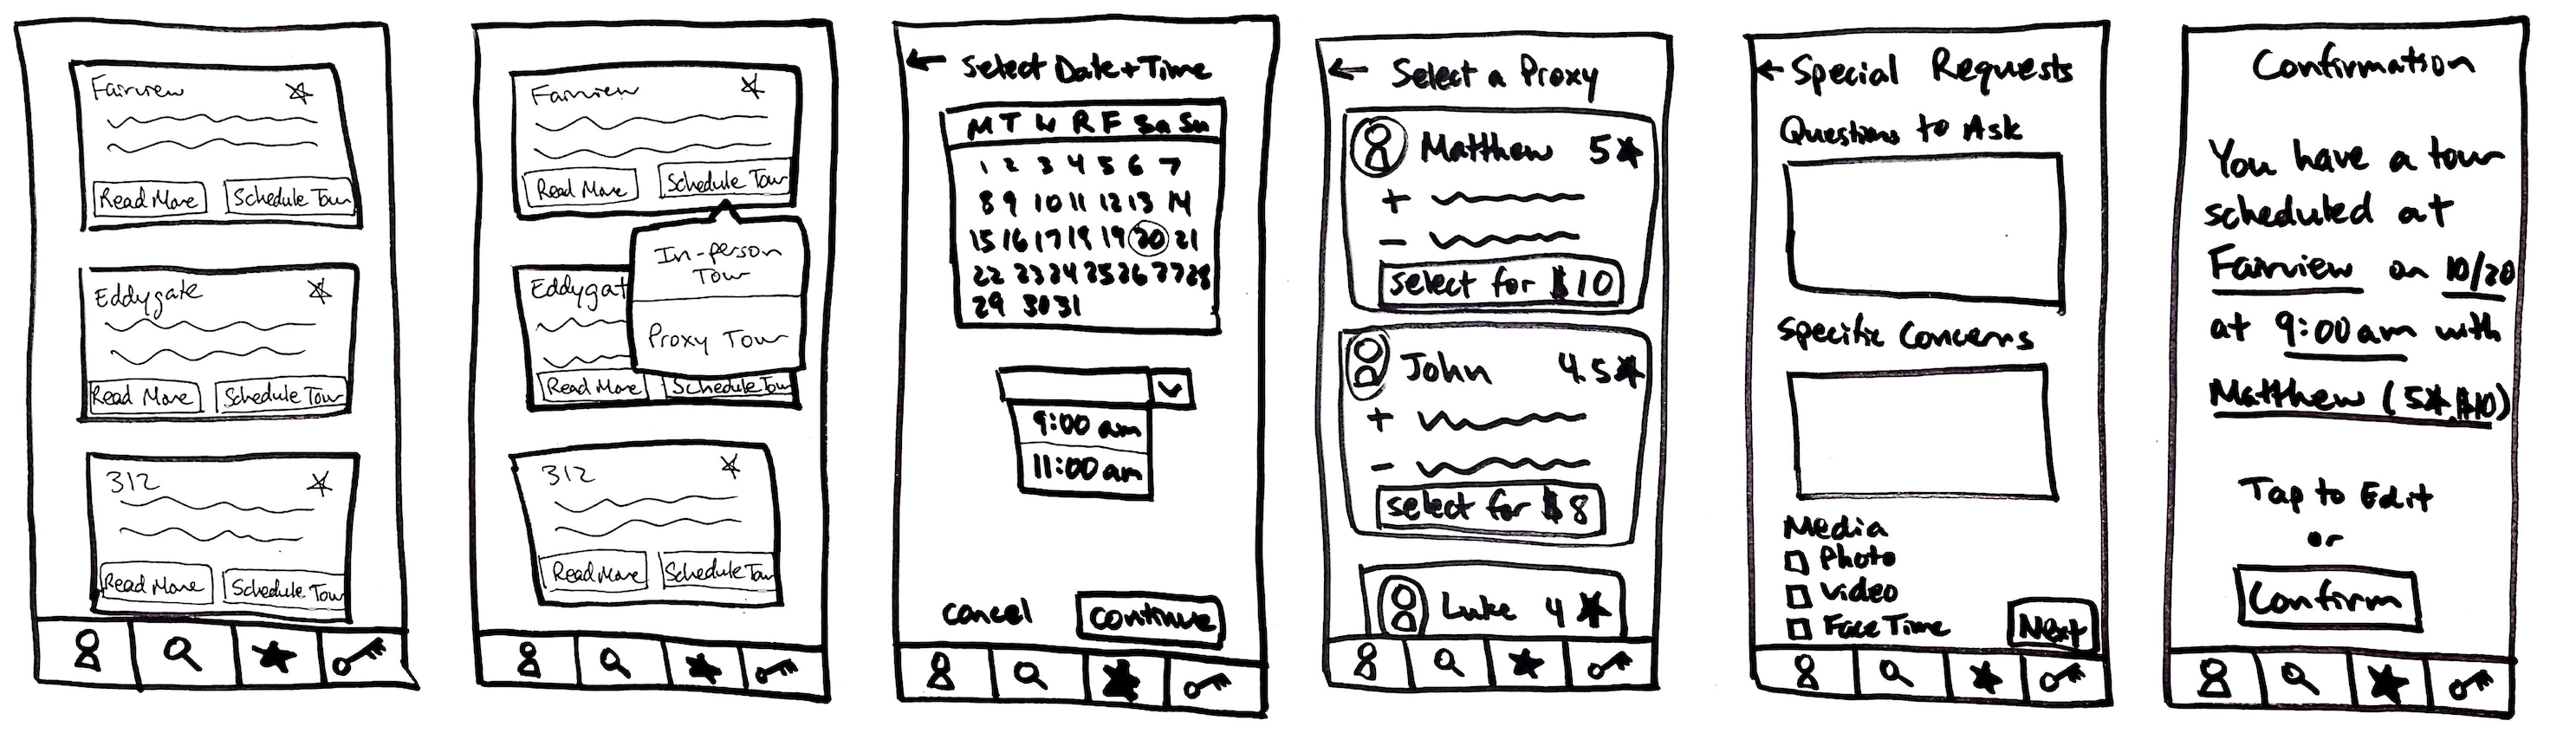 Fairview
Read More Schedule Tour
Eddygate
Read More Schedule Tour
312
Read More Schedule Tour
Fairview
Read More Schedule Tour
In-person
Tour
Proxy Tour
Eddygat
Read More Schedule Tour
312
Read More Schedule Tour
← Select Date + Time
M T W R F Sa Su
1 2 3 4 5 6 7
8 9 10 11 12 13 14
15 16 17 18 19 20 21
22 23 24 25 26 27 28
29 30 31
9:00 am
11:00 am
cancel continue
← Select a Proxy
Matthew 5★
+
-
select for $10
John 4.5★
+
-
select for $8
Luke 4★
← Special Requests
Questions to Ask
Specific Concerns
Media
Photo
Video
FaceTime
Next
Confirmation
You have a tour
scheduled at
Fairview on 10/20
at 9:00 am with
Matthew (5★,$10)
Tap to Edit
or
Confirm